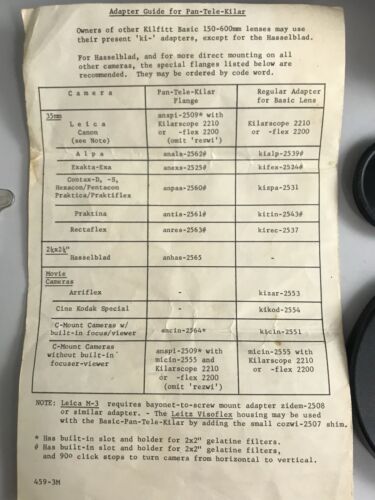 Adapter Guide for Pan-Tele-Kilar
Owners of other Kilfitt Basic 150-600mm lenses may use
their present 'ki-' adapters, except for the Hasselblad.
For Hasselblad, and for more direct mounting on all
other cameras, the special flanges listed below are
recommended. They may be ordered by code word.
Camera
Pan-Tele-Kilar
Flange
Regular Adapter
for Basic Lens
35mm
Leica
Canon
(see Note)
anspi-2509* with
Kilarscope 2210
or -flex 2200
(omit 'rezwi')
Kilarscope 2210
or -flex 2200
Alpa
anala-2562#
kialp-2539#
Exakta-Exa
anexs-2525#
kifex-2524#
Contax-D, -S,
Hexacon/Pentacon
Praktica/Praktiflex
anpaa-2560#
kispa-2531
Praktina
antia-2561#
kitin-2543#
Rectaflex
anres-2563#
kirec-2537
2¼x2¼"
Hasselblad
anhas-2565
-
Movie
Cameras
Arriflex
-
kizar-2553
Cine Kodak Special
-
kikod-2554
C-Mount Cameras w/
built-in focus/viewer
amcin-2564*
kicin-2551
C-Mount Cameras
without built-in
focuser-viewer
anspi-2509* with
micin-2555 and
Kilarscope 2210
or -flex 2200
(omit 'rezwi')
micin-2555 with
Kilarscope 2210
or -flex 2200
NOTE: Leica M-3 requires bayonet-to-screw mount adapter zidem-2508
or similar adapter. - The Leitz Visoflex housing may be used
with the Basic-Pan-Tele-Kilar by adding the small cozwi-2507 shim.
* Has built-in slot and holder for 2x2" gelatine filters.
# Has built-in slot and holder for 2x2" gelatine filters,
and 90º click stops to turn camera from horizontal to vertical.
459-3M